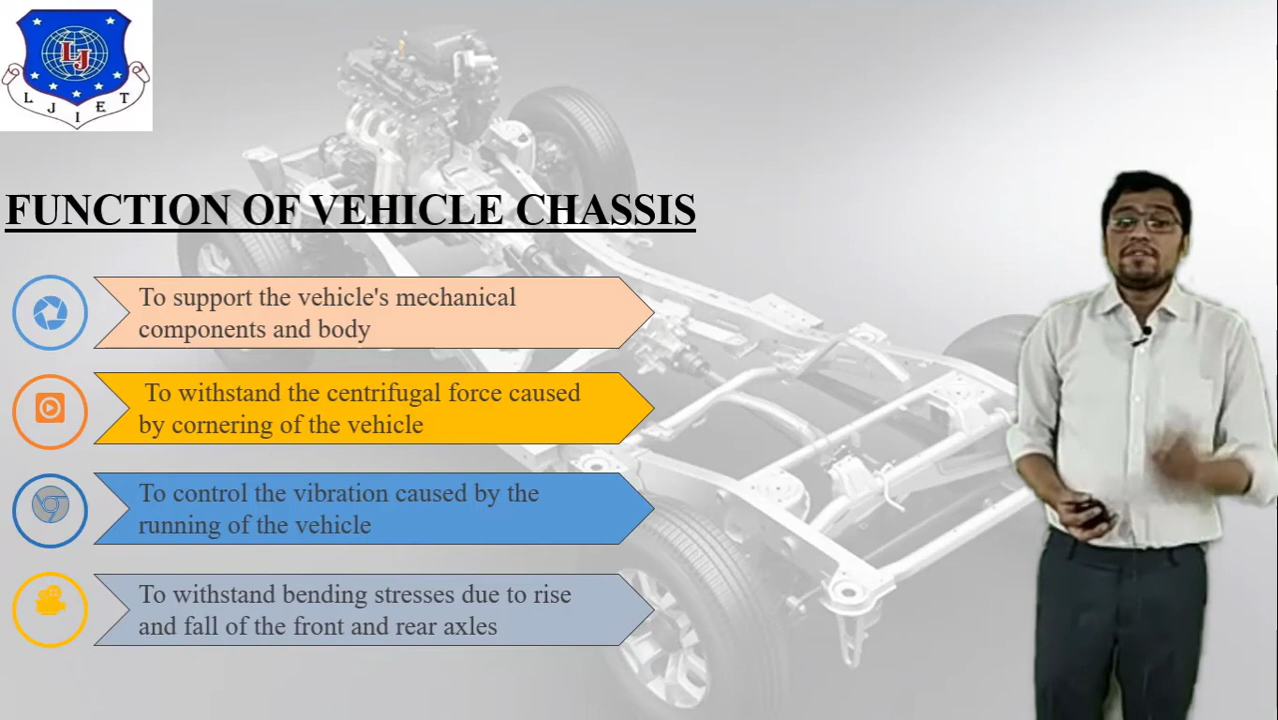 LJ
LJIET
FUNCTION OF VEHICLE CHASSIS
To support the vehicle's mechanical
components and body
To withstand the centrifugal force caused
by cornering of the vehicle
To control the vibration caused by the
running of the vehicle
To withstand bending stresses due to rise
and fall of the front and rear axles